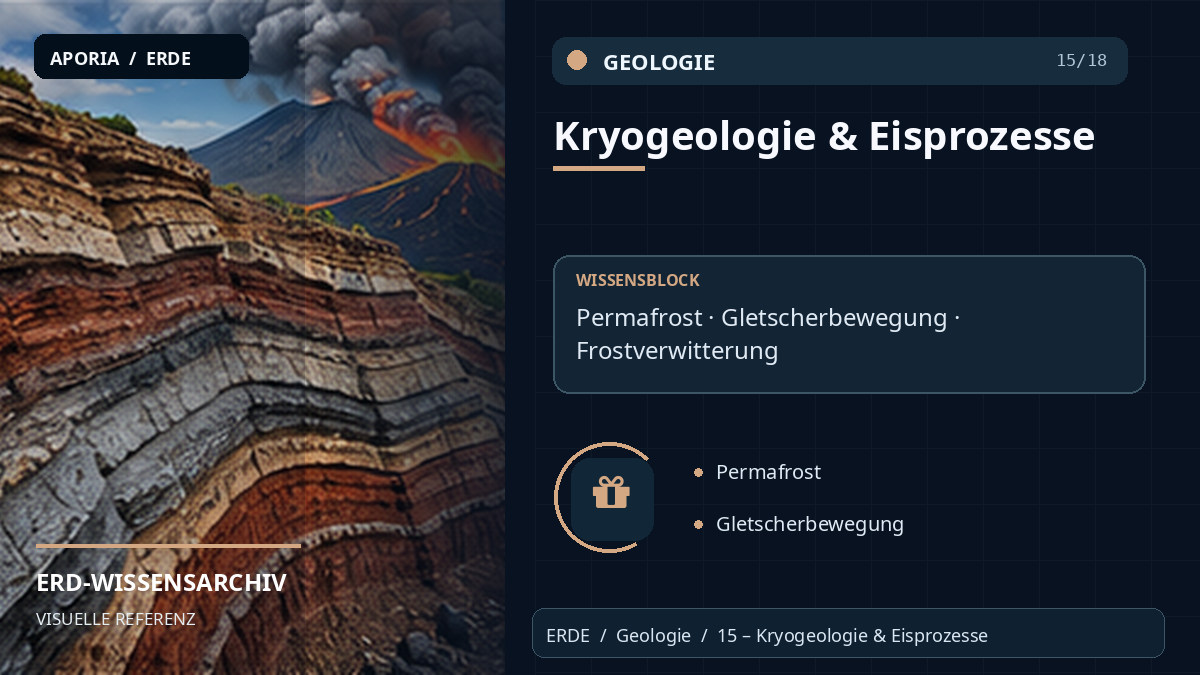 APORIA / ERDE
GEOLOGIE
15/18
Kryogeologie & Eisprozesse
WISSENSBLOCK
Permafrost · Gletscherbewegung ·
Frostverwitterung
Permafrost
Gletscherbewegung
ERD-WISSENSARCHIV
VISUELLE REFERENZ
ERDE / Geologie / 15 – Kryogeologie & Eisprozesse